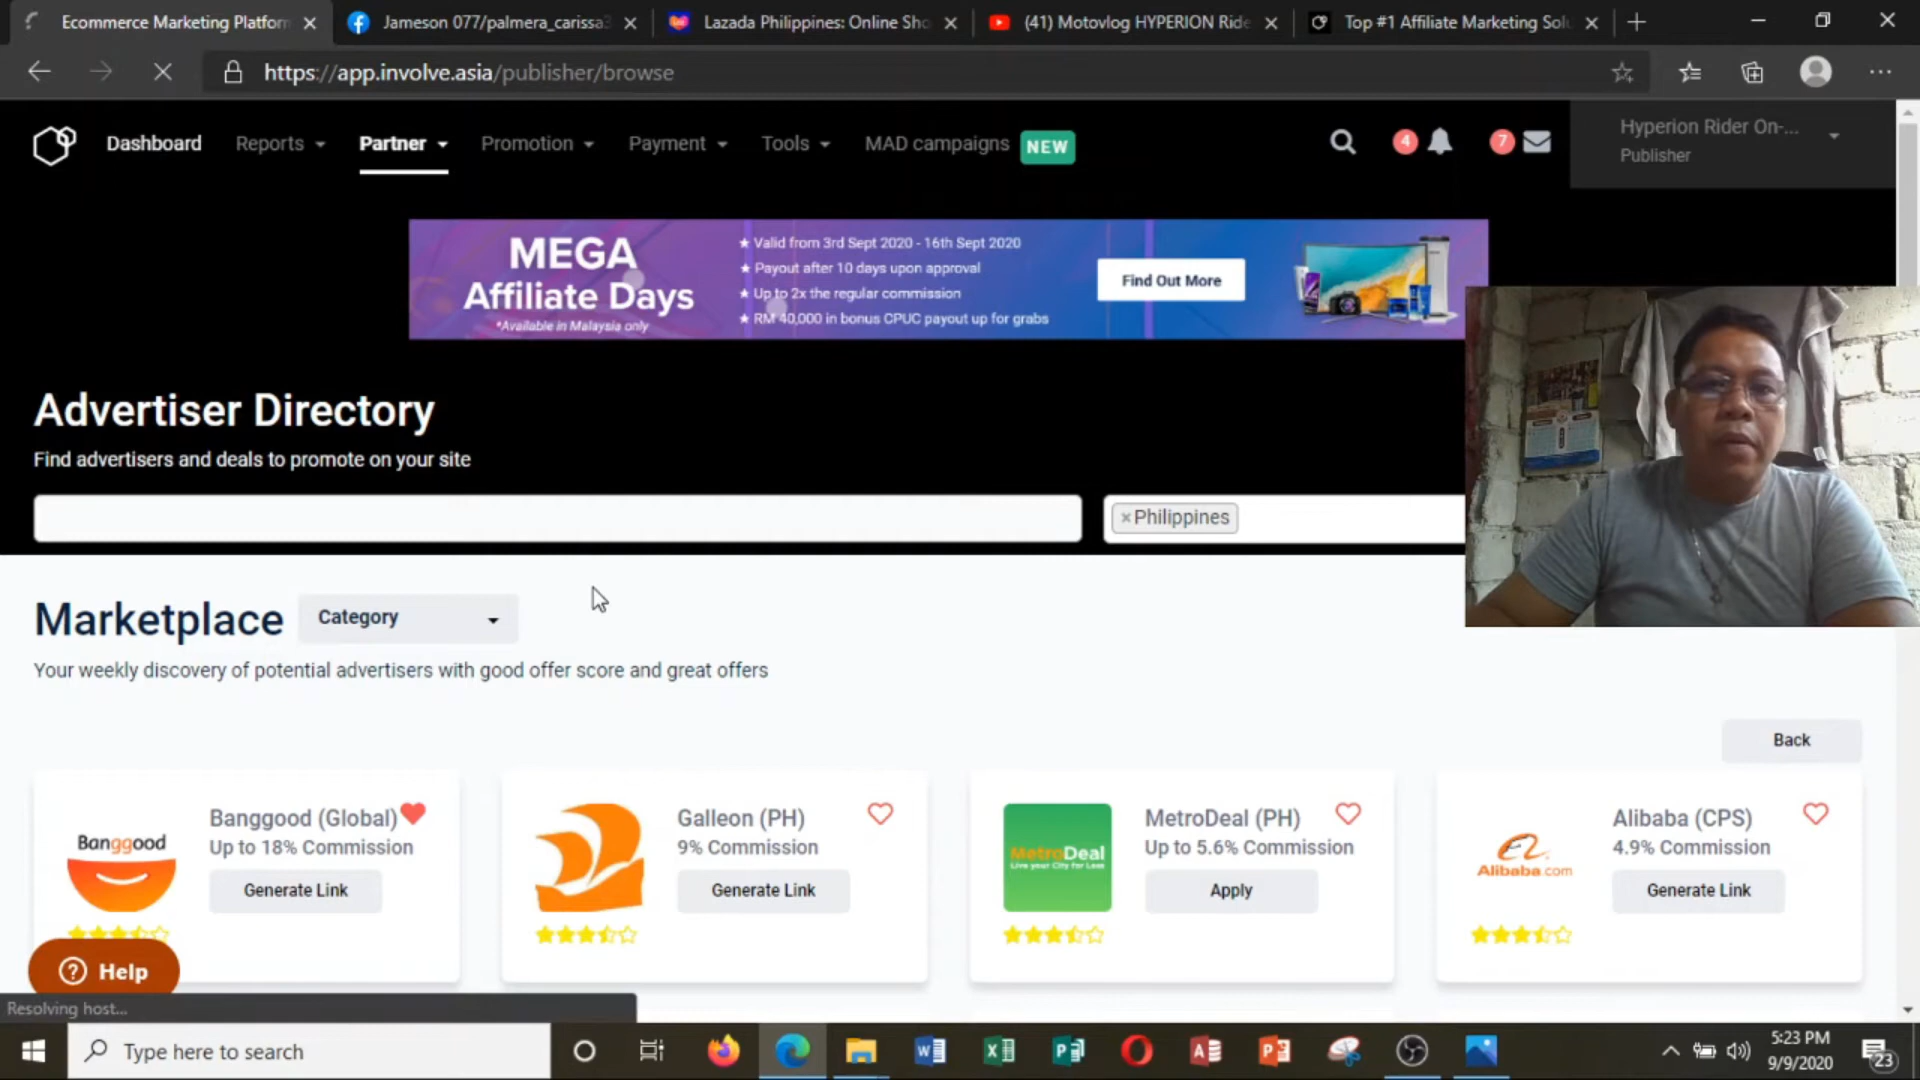 Ecommerce Marketing Platfor
Jameson 077/palmera_carissa
Lazada Philippines: Online Sho
(41) Motovlog HYPERION Ride
Top #1 Affiliate Marketing Solu
https://app.involve.asia/publisher/browse
Dashboard
Reports
Partner
Promotion
Payment
Tools
MAD campaigns
NEW
4
7
Hyperion Rider On-...
Publisher
MEGA
Affiliate Days
*Available in Malaysia only
★ Valid from 3rd Sept 2020 - 16th Sept 2020
★ Payout after 10 days upon approval
★ Up to 2x the regular commission
★ RM 40,000 in bonus CPUC payout up for grabs
Find Out More
Advertiser Directory
Find advertisers and deals to promote on your site
×Philippines
Marketplace
Category
Your weekly discovery of potential advertisers with good offer score and great offers
Back
Banggood
Banggood (Global)
Up to 18% Commission
Generate Link
Galleon (PH)
9% Commission
Generate Link
MetroDeal
Live your City for Less
MetroDeal (PH)
Up to 5.6% Commission
Apply
Alibaba.com
Alibaba (CPS)
4.9% Commission
Generate Link
Help
Resolving host...
Type here to search
5:23 PM
9/9/2020
23